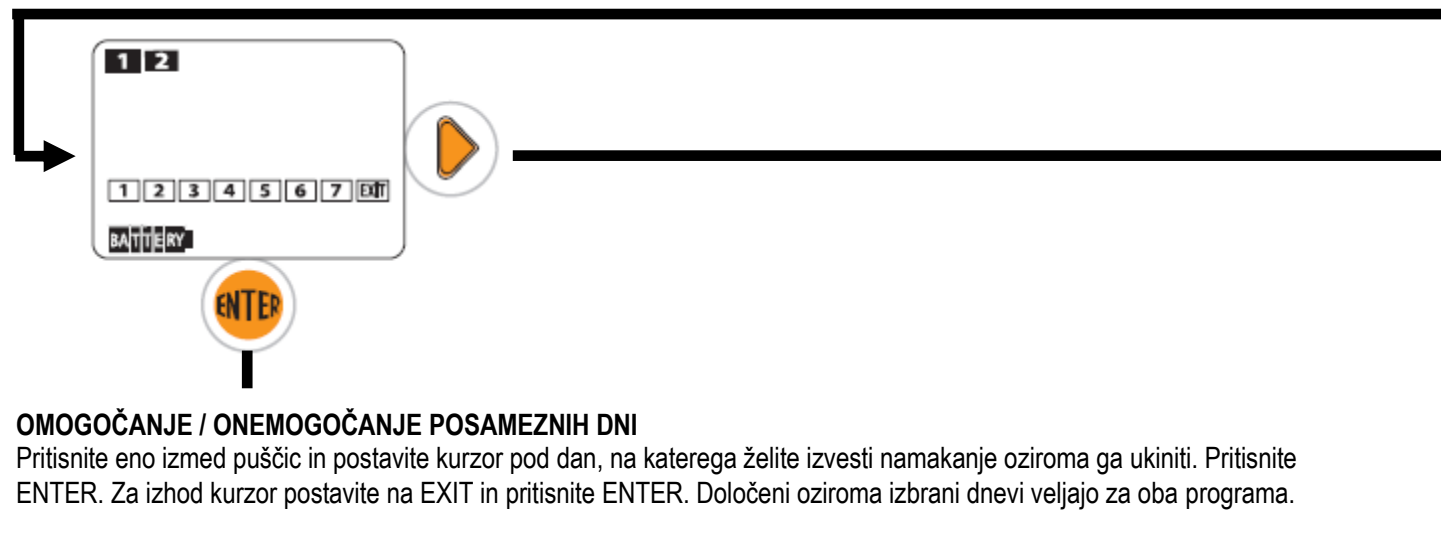 1 2
1 2 3 4 5 6 7 EXIT
BATTERY
ENTER
OMOGOČANJE / ONEMOGOČANJE POSAMEZNIH DNI
Pritisnite eno izmed puščic in postavite kurzor pod dan, na katerega želite izvesti namakanje oziroma ga ukiniti. Pritisnite
ENTER. Za izhod kurzor postavite na EXIT in pritisnite ENTER. Določeni oziroma izbrani dnevi veljajo za oba programa.